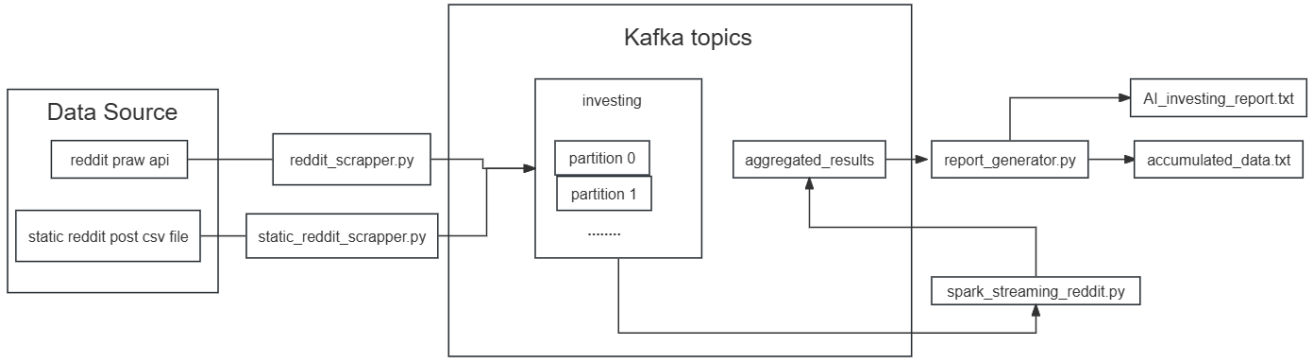 Kafka topics
Data Source
reddit praw api
reddit_scrapper.py
static reddit post csv file
static_reddit_scrapper.py
investing
partition 0
partition 1
........
aggregated_results
report_generator.py
AI_investing_report.txt
accumulated_data.txt
spark_streaming_reddit.py